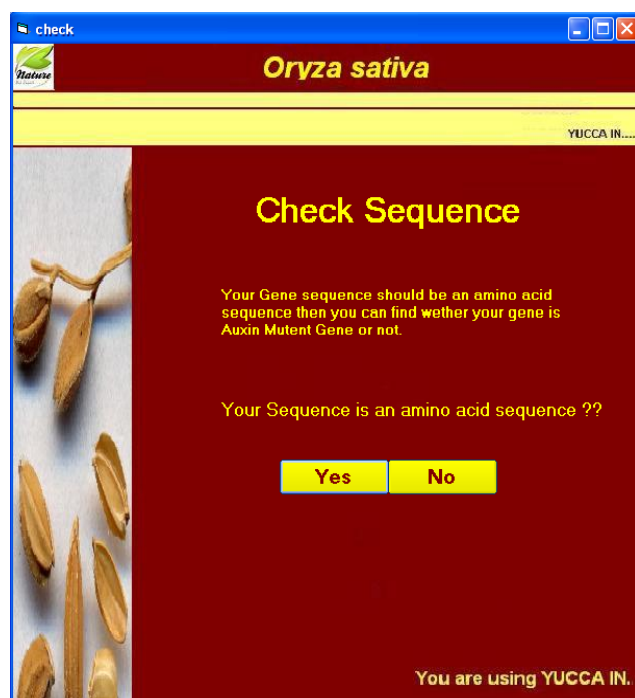 check
Nature
Oryza sativa
YUCCA IN....
Check Sequence
Your Gene sequence should be an amino acid
sequence then you can find wether your gene is
Auxin Mutent Gene or not.
Your Sequence is an amino acid sequence ??
Yes No
You are using YUCCA IN..